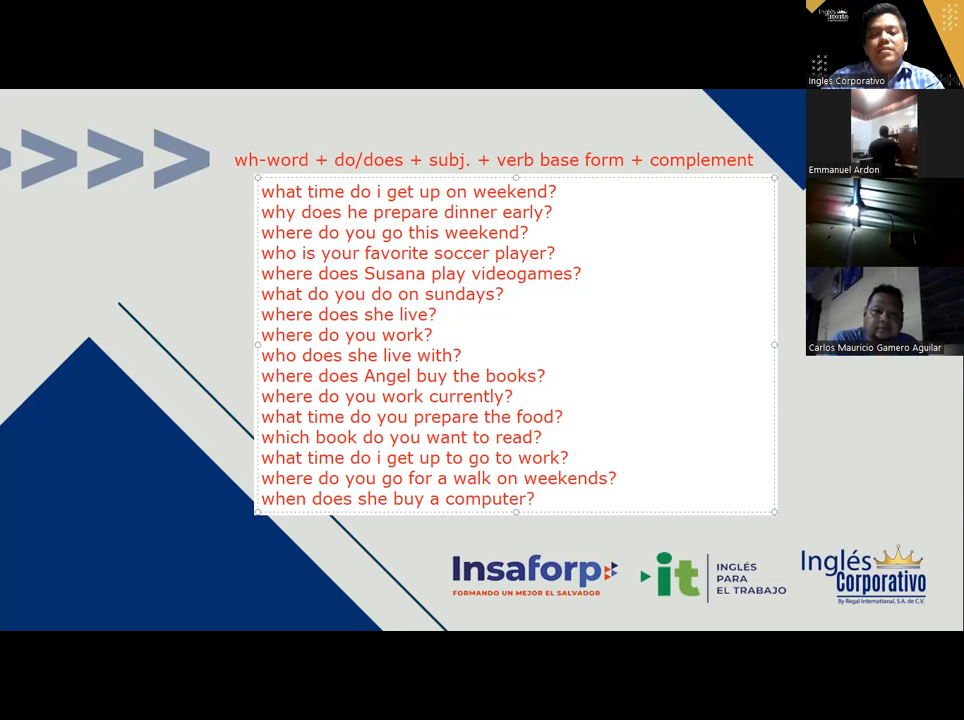 Inglés
Corporativo
Ingles Corporativo
Emmanuel Ardon
Carlos Mauricio Gamero Aguilar
wh-word + do/does + subj. + verb base form + complement
what time do i get up on weekend?
why does he prepare dinner early?
where do you go this weekend?
who is your favorite soccer player?
where does Susana play videogames?
what do you do on sundays?
where does she live?
where do you work?
who does she live with?
where does Angel buy the books?
where do you work currently?
what time do you prepare the food?
which book do you want to read?
what time do i get up to go to work?
where do you go for a walk on weekends?
when does she buy a computer?
Insaforp
FORMANDO UN MEJOR EL SALVADOR
it
INGLÉS
PARA
EL TRABAJO
Inglés
Corporativo
By Regal International, S.A. de C.V.